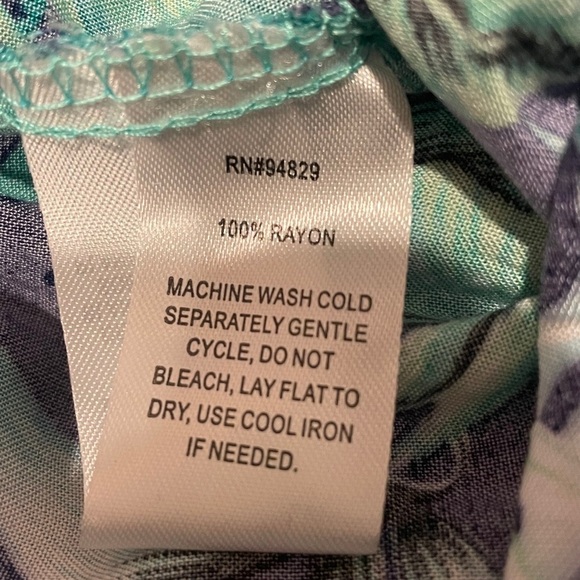 RN#94829
100% RAYON
MACHINE WASH COLD
SEPARATELY GENTLE
CYCLE, DO NOT
BLEACH, LAY FLAT TO
DRY, USE COOL IRON
IF NEEDED.